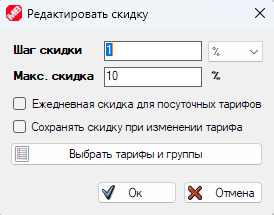 Редактировать скидку
Шаг скидки 1 %
Макс. скидка 10 %
Ежедневная скидка для посуточных тарифов
Сохранять скидку при изменении тарифа
Выбрать тарифы и группы
Ок Отмена